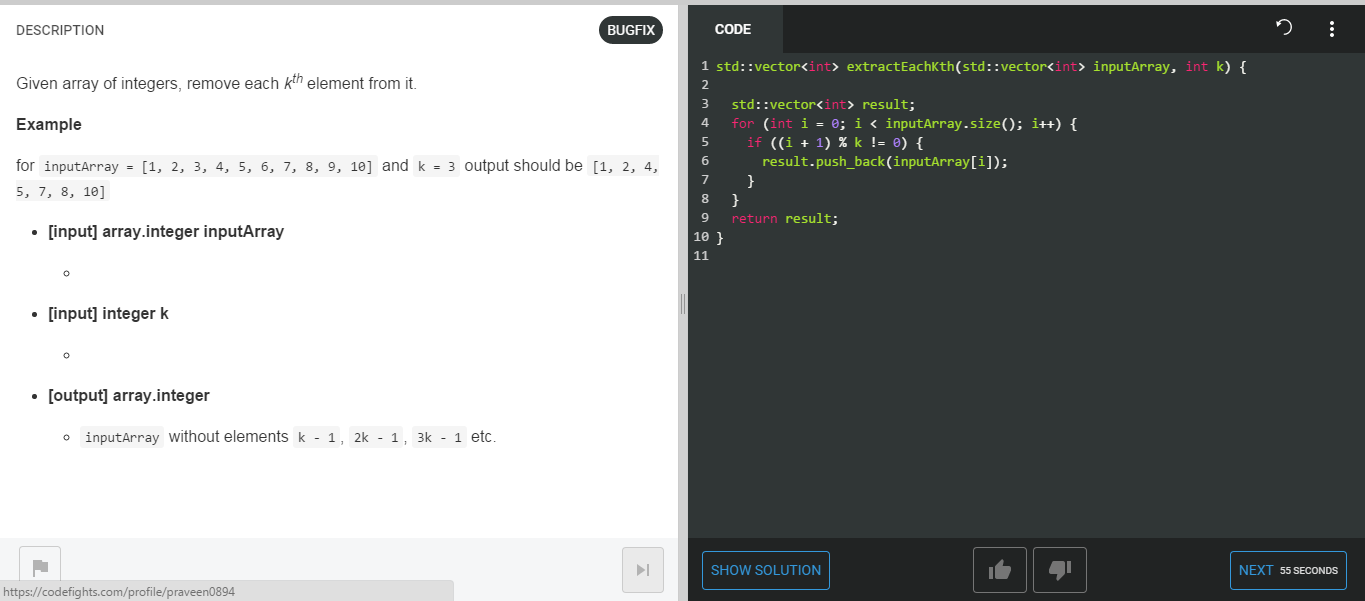 DESCRIPTION
BUGFIX
Given array of integers, remove each kth element from it.
Example
for inputArray = [1, 2, 3, 4, 5, 6, 7, 8, 9, 10] and k = 3 output should be [1, 2, 4,
5, 7, 8, 10]
• [input] array.integer inputArray
• [input] integer k
• [output] array.integer
inputArray without elements k - 1, 2k - 1, 3k - 1 etc.
https://codefights.com/profile/praveen0894
CODE
1 std::vector<int> extractEachKth(std::vector<int> inputArray, int k) {
2
3 std::vector<int> result;
4 for (int i = 0; i < inputArray.size(); i++) {
5 if ((i + 1) % k != 0) {
6 result.push_back(inputArray[i]);
7 }
8 }
9 return result;
10 }
11
SHOW SOLUTION
NEXT 55 SECONDS